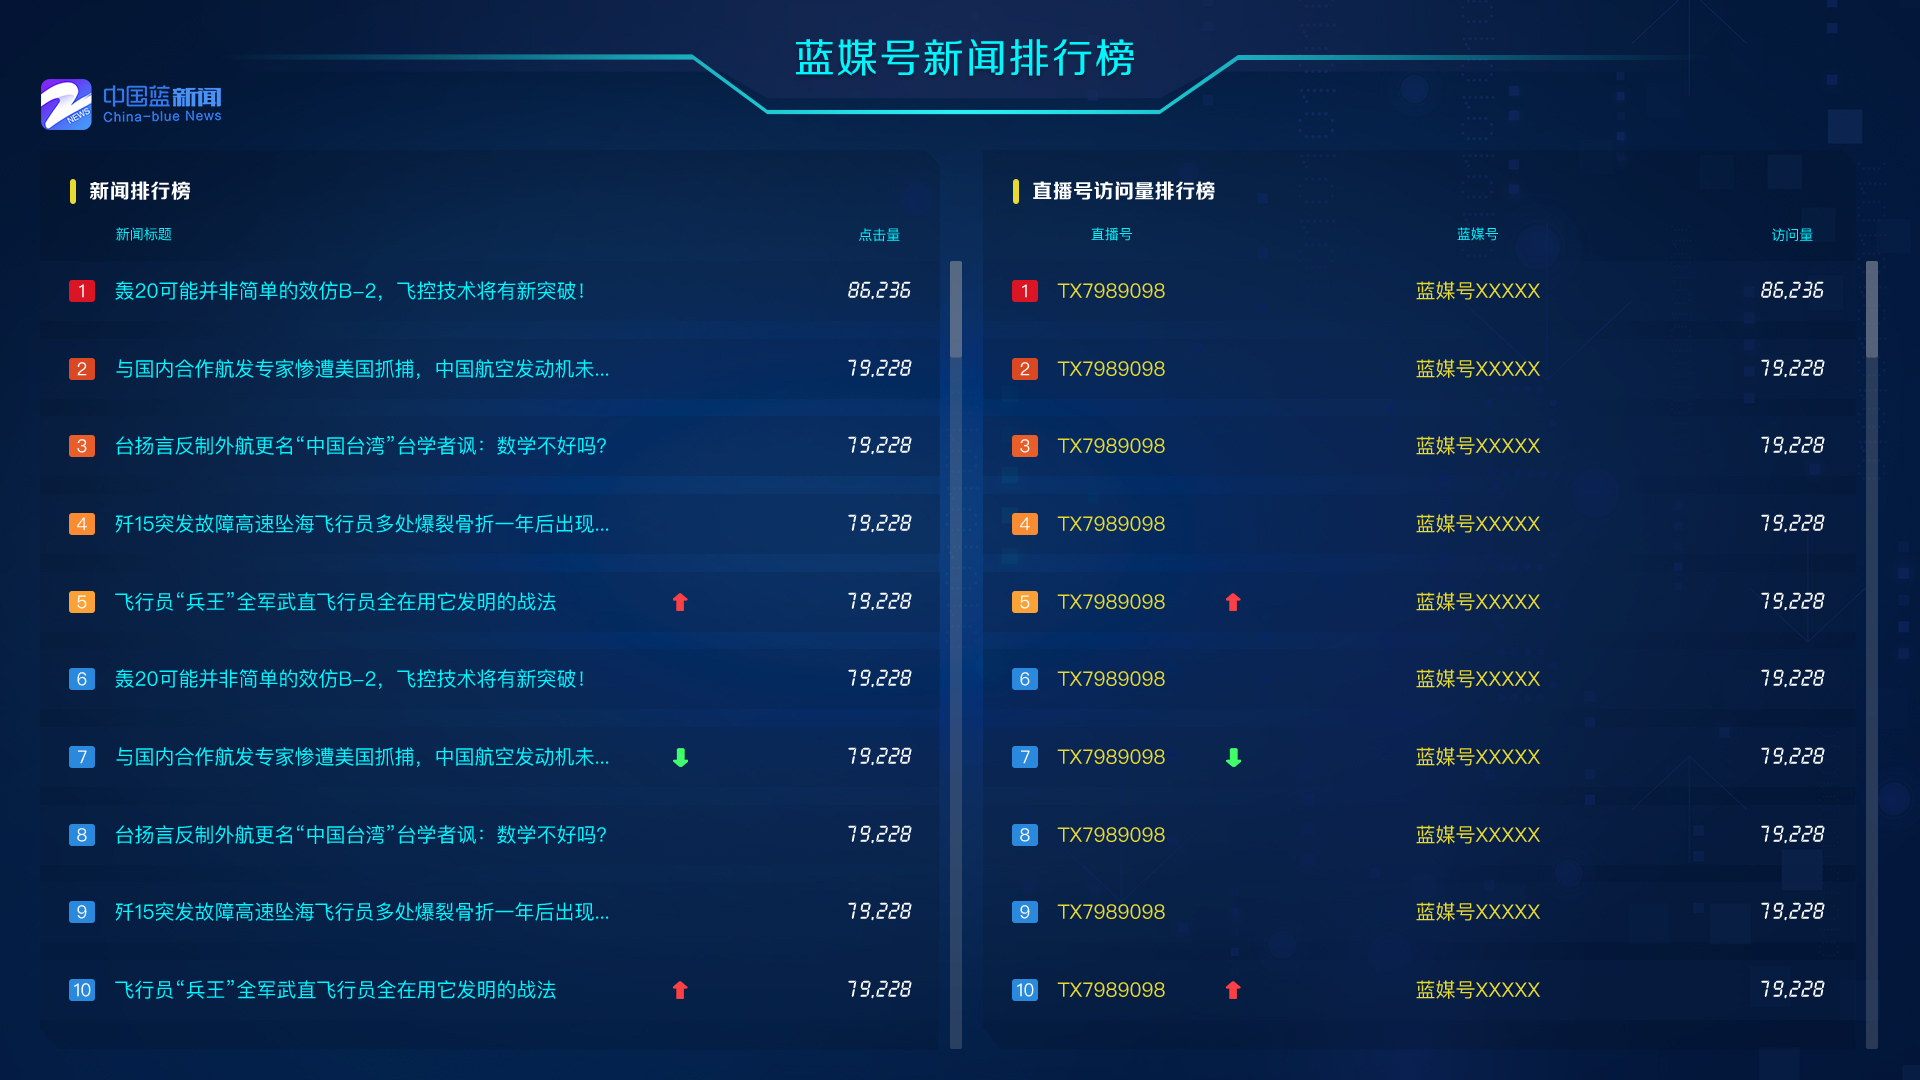 蓝媒号新闻排行榜
中国蓝新闻
China-blue News
NEWS
新闻排行榜
新闻标题 点击量
1 轰20可能并非简单的效仿B-2，飞控技术将有新突破！ 86,236
2 与国内合作航发专家惨遭美国抓捕，中国航空发动机未... 79,228
3 台扬言反制外航更名“中国台湾”台学者讽：数学不好吗？ 79,228
4 歼15突发故障高速坠海飞行员多处爆裂骨折一年后出现... 79,228
5 飞行员“兵王”全军武直飞行员全在用它发明的战法 79,228
6 轰20可能并非简单的效仿B-2，飞控技术将有新突破！ 79,228
7 与国内合作航发专家惨遭美国抓捕，中国航空发动机未... 79,228
8 台扬言反制外航更名“中国台湾”台学者讽：数学不好吗？ 79,228
9 歼15突发故障高速坠海飞行员多处爆裂骨折一年后出现... 79,228
10 飞行员“兵王”全军武直飞行员全在用它发明的战法 79,228
直播号访问量排行榜
直播号 蓝媒号 访问量
1 TX7989098 蓝媒号XXXXX 86,236
2 TX7989098 蓝媒号XXXXX 79,228
3 TX7989098 蓝媒号XXXXX 79,228
4 TX7989098 蓝媒号XXXXX 79,228
5 TX7989098 蓝媒号XXXXX 79,228
6 TX7989098 蓝媒号XXXXX 79,228
7 TX7989098 蓝媒号XXXXX 79,228
8 TX7989098 蓝媒号XXXXX 79,228
9 TX7989098 蓝媒号XXXXX 79,228
10 TX7989098 蓝媒号XXXXX 79,228